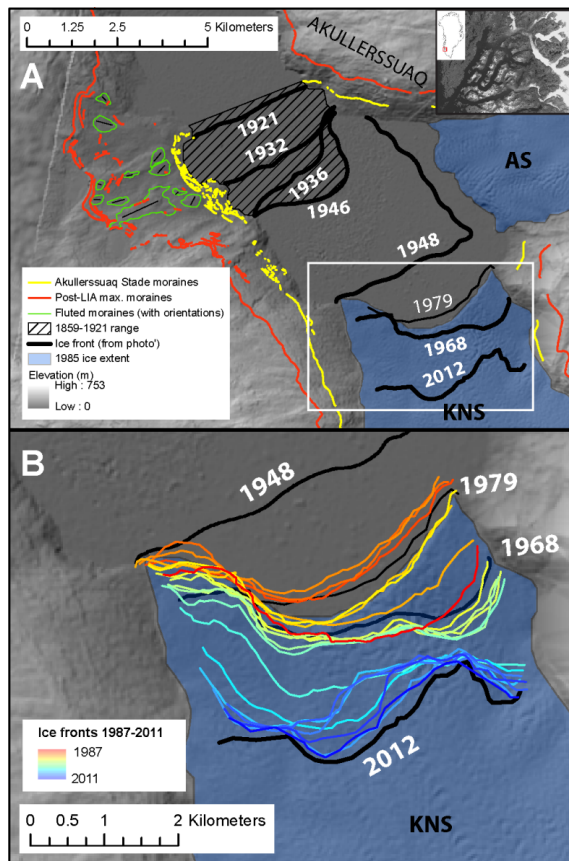 0 1.25 2.5 5 Kilometers
A
AKULLERSSUAQ
1921
1932
1936
1946
AS
1948
1979
1968
2012
KNS
Akullerssuaq Stade moraines
Post-LIA max. moraines
Fluted moraines (with orientations)
1859-1921 range
Ice front (from photo')
1985 ice extent
Elevation (m)
High : 753
Low : 0
B
1948
1979
1968
2012
KNS
Ice fronts 1987-2011
1987
2011
0 0.5 1 2 Kilometers